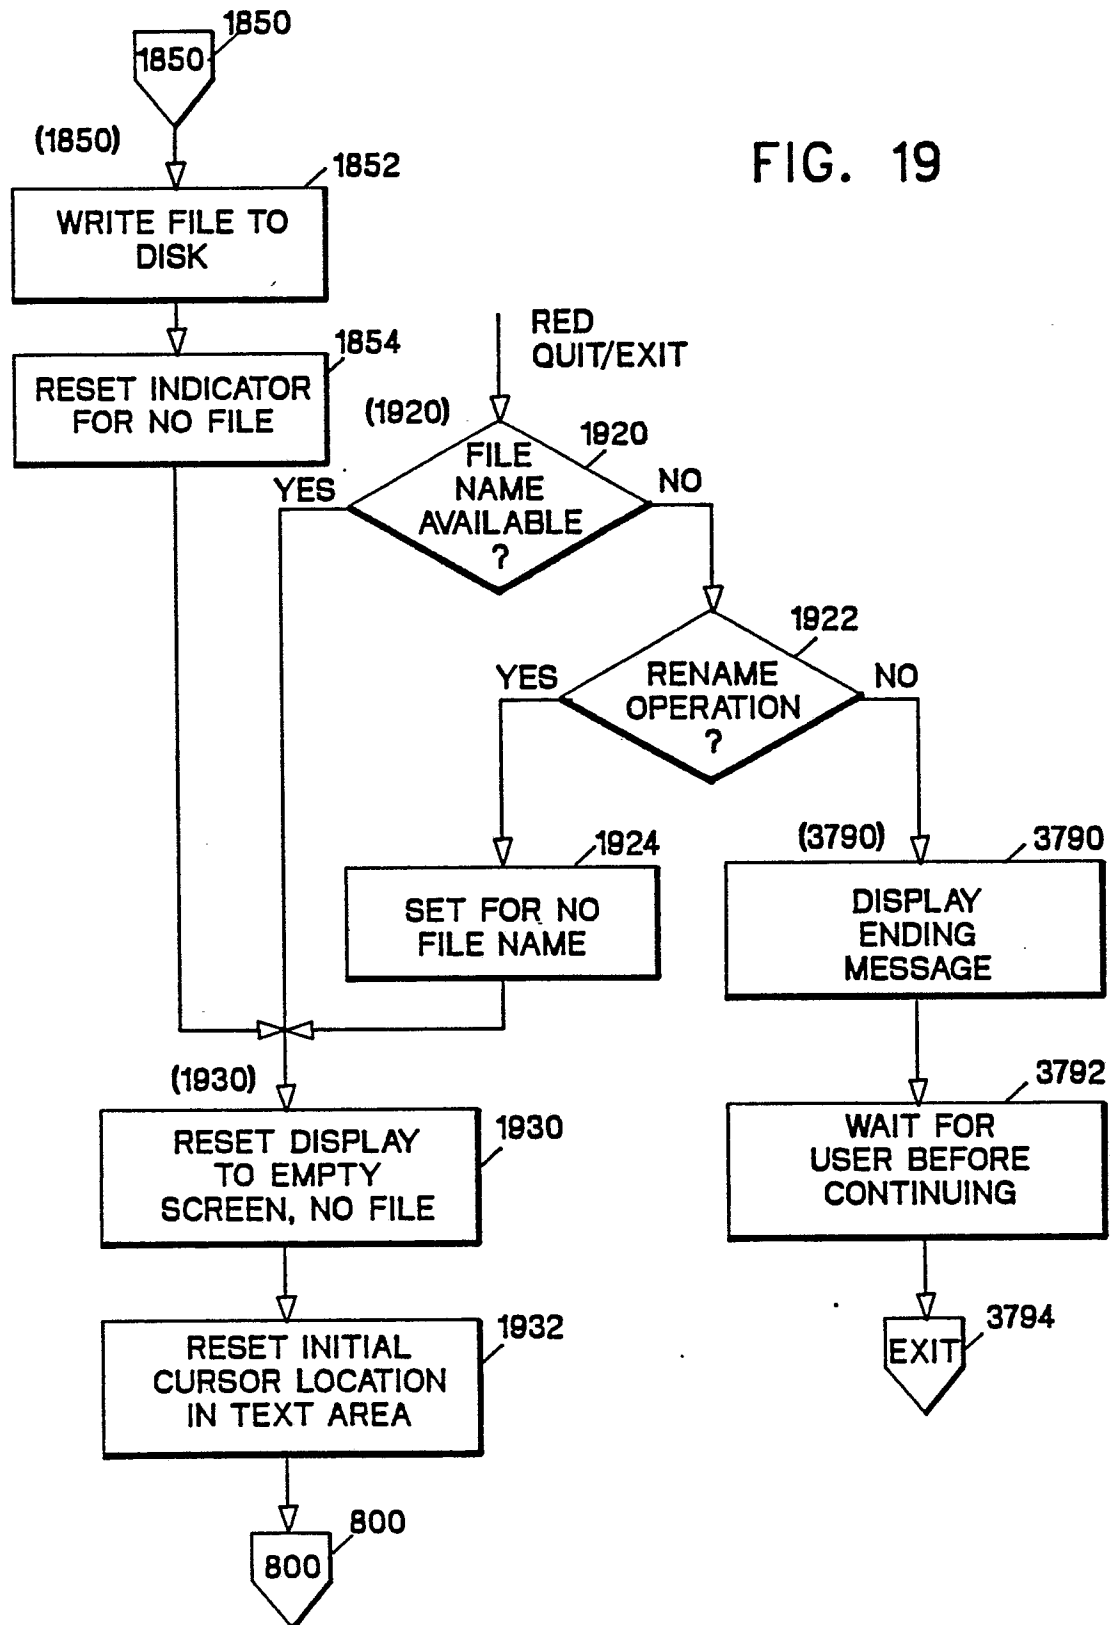 1850
1850
(1850)
FIG. 19
1852
WRITE FILE TO
DISK
1854
RESET INDICATOR
FOR NO FILE
RED
QUIT/EXIT
(1920)
1920
FILE
NAME
AVAILABLE
?
YES
NO
1922
RENAME
OPERATION
?
YES
NO
1924
SET FOR NO
FILE NAME
(3790)
3790
DISPLAY
ENDING
MESSAGE
(1930)
1930
RESET DISPLAY
TO EMPTY
SCREEN, NO FILE
3792
WAIT FOR
USER BEFORE
CONTINUING
1932
RESET INITIAL
CURSOR LOCATION
IN TEXT AREA
3794
EXIT
800
800